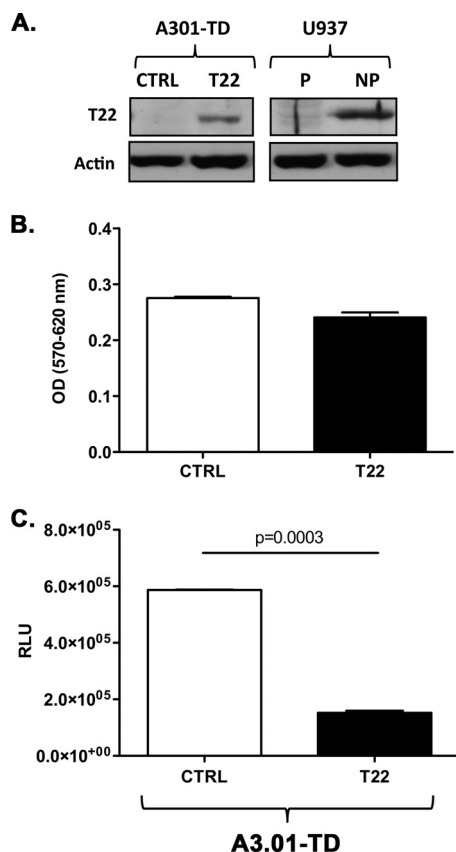 A.
A301-TD U937
CTRL T22 P NP
T22
Actin
B.
OD (570-620 nm)
0.4
0.3
0.2
0.1
0.0
CTRL T22
C.
RLU
8.0×10⁰⁵
6.0×10⁰⁵
4.0×10⁰⁵
2.0×10⁰⁵
0.0×10⁺⁰⁰
p=0.0003
CTRL T22
A3.01-TD